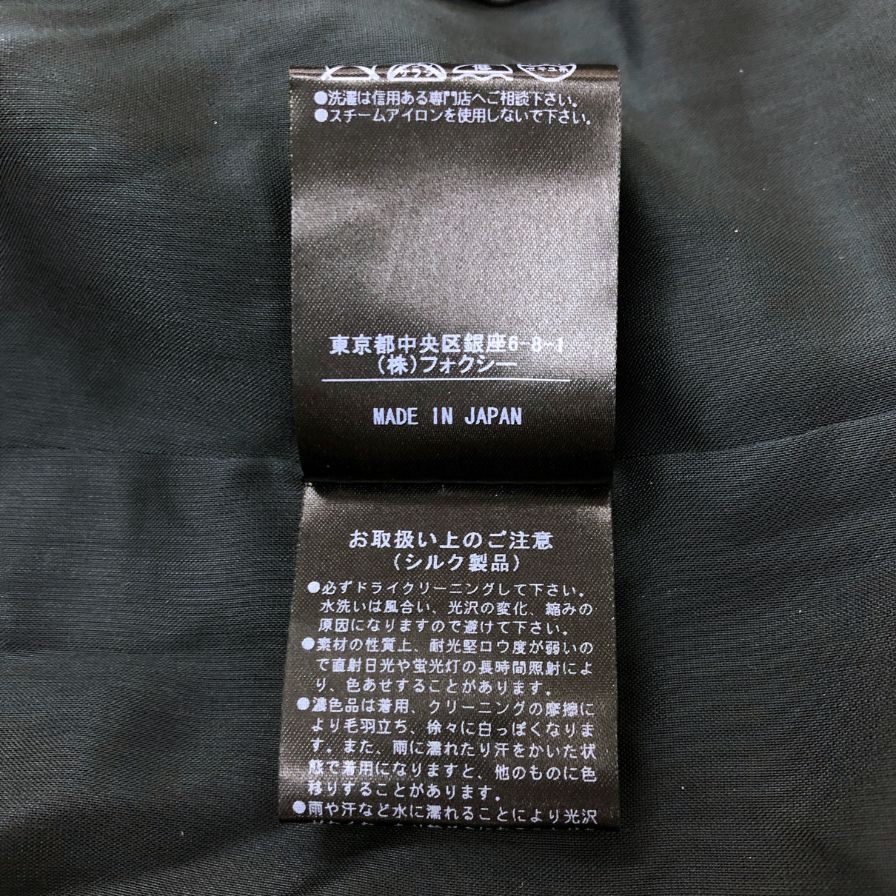 セキユ系
●洗濯は信用ある専門店へご相談下さい。
●スチームアイロンを使用しないで下さい。
東京都中央区銀座6-8-1
(株)フォクシー
MADE IN JAPAN
お取扱い上のご注意
(シルク製品)
●必ずドライクリーニングして下さい。
水洗いは風合い、光沢の変化、縮みの
原因になりますので避けて下さい。
●素材の性質上、耐光堅ロウ度が弱いの
で直射日光や蛍光灯の長時間照射によ
り、色あせすることがあります。
●濃色品は着用、クリーニングの摩擦に
より毛羽立ち、徐々に白っぽくなりま
す。また、雨に濡れたり汗をかいた状
態で着用になりますと、他のものに色
移りすることがあります。
●雨や汗など水に濡れることにより光沢